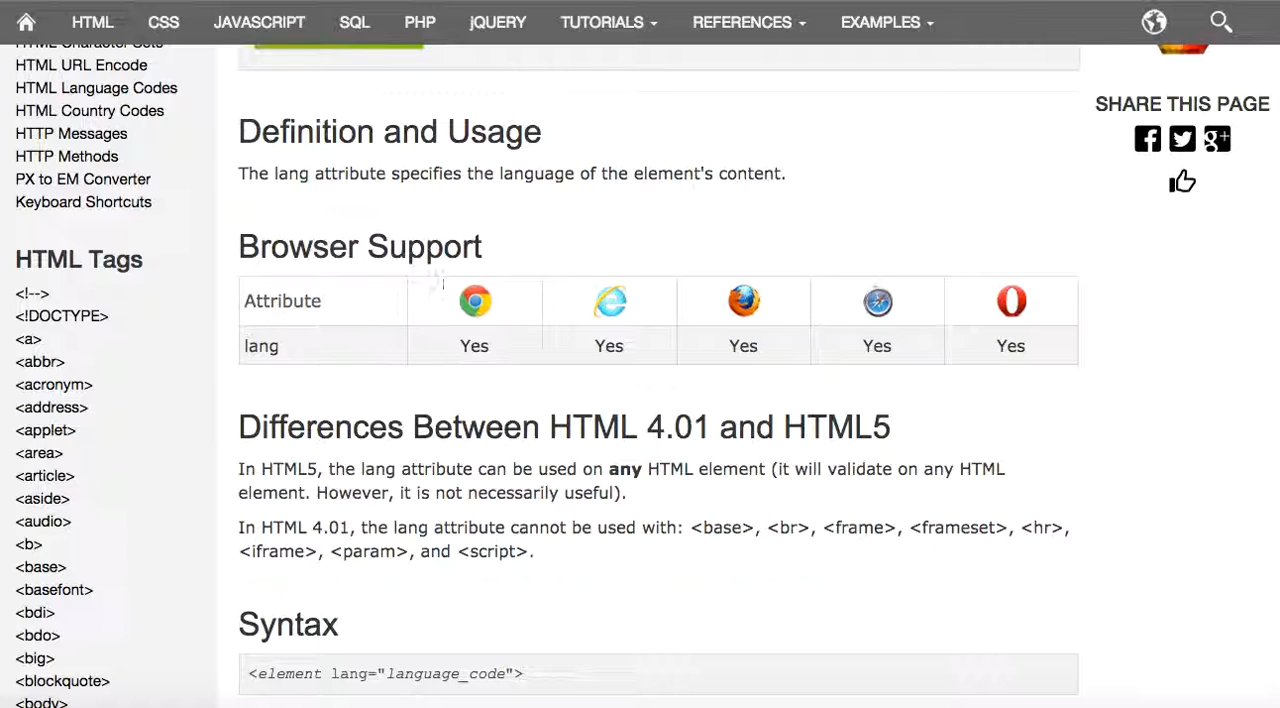 HTML CSS JAVASCRIPT SQL PHP jQUERY TUTORIALS REFERENCES EXAMPLES
HTML Character Sets
HTML URL Encode
HTML Language Codes
HTML Country Codes
HTTP Messages
HTTP Methods
PX to EM Converter
Keyboard Shortcuts
HTML Tags
<!-->
<!DOCTYPE>
<a>
<abbr>
<acronym>
<address>
<applet>
<area>
<article>
<aside>
<audio>
<b>
<base>
<basefont>
<bdi>
<bdo>
<big>
<blockquote>
<body>
Definition and Usage
The lang attribute specifies the language of the element's content.
Browser Support
Attribute
lang Yes Yes Yes Yes Yes
Differences Between HTML 4.01 and HTML5
In HTML5, the lang attribute can be used on any HTML element (it will validate on any HTML
element. However, it is not necessarily useful).
In HTML 4.01, the lang attribute cannot be used with: <base>, <br>, <frame>, <frameset>, <hr>,
<iframe>, <param>, and <script>.
Syntax
<element lang="language_code">
SHARE THIS PAGE